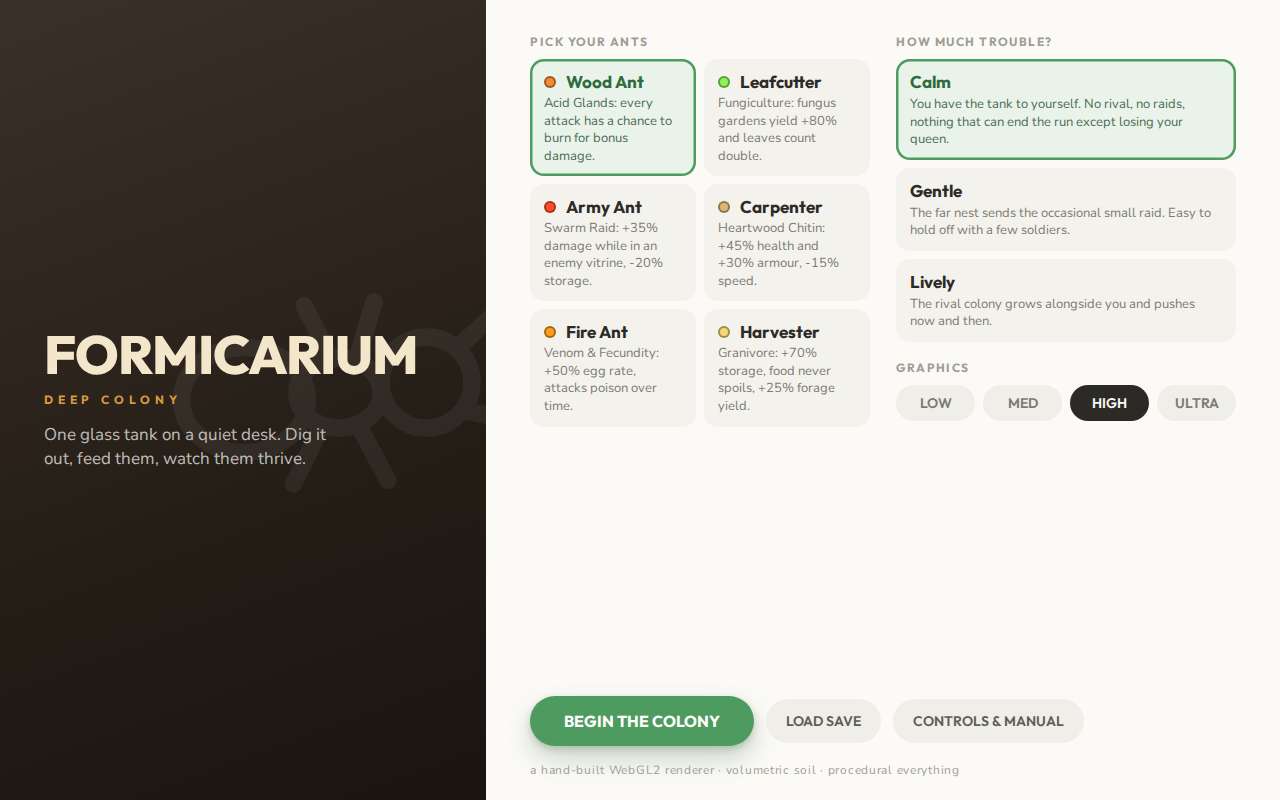 FORMICARIUM
DEEP COLONY
One glass tank on a quiet desk. Dig it
out, feed them, watch them thrive.
PICK YOUR ANTS
Wood Ant
Acid Glands: every
attack has a chance to
burn for bonus
damage.
Leafcutter
Fungiculture: fungus
gardens yield +80%
and leaves count
double.
Army Ant
Swarm Raid: +35%
damage while in an
enemy vitrine, -20%
storage.
Carpenter
Heartwood Chitin:
+45% health and
+30% armour, -15%
speed.
Fire Ant
Venom & Fecundity:
+50% egg rate,
attacks poison over
time.
Harvester
Granivore: +70%
storage, food never
spoils, +25% forage
yield.
HOW MUCH TROUBLE?
Calm
You have the tank to yourself. No rival, no raids,
nothing that can end the run except losing your
queen.
Gentle
The far nest sends the occasional small raid. Easy to
hold off with a few soldiers.
Lively
The rival colony grows alongside you and pushes
now and then.
GRAPHICS
LOW
MED
HIGH
ULTRA
BEGIN THE COLONY
LOAD SAVE
CONTROLS & MANUAL
a hand-built WebGL2 renderer · volumetric soil · procedural everything